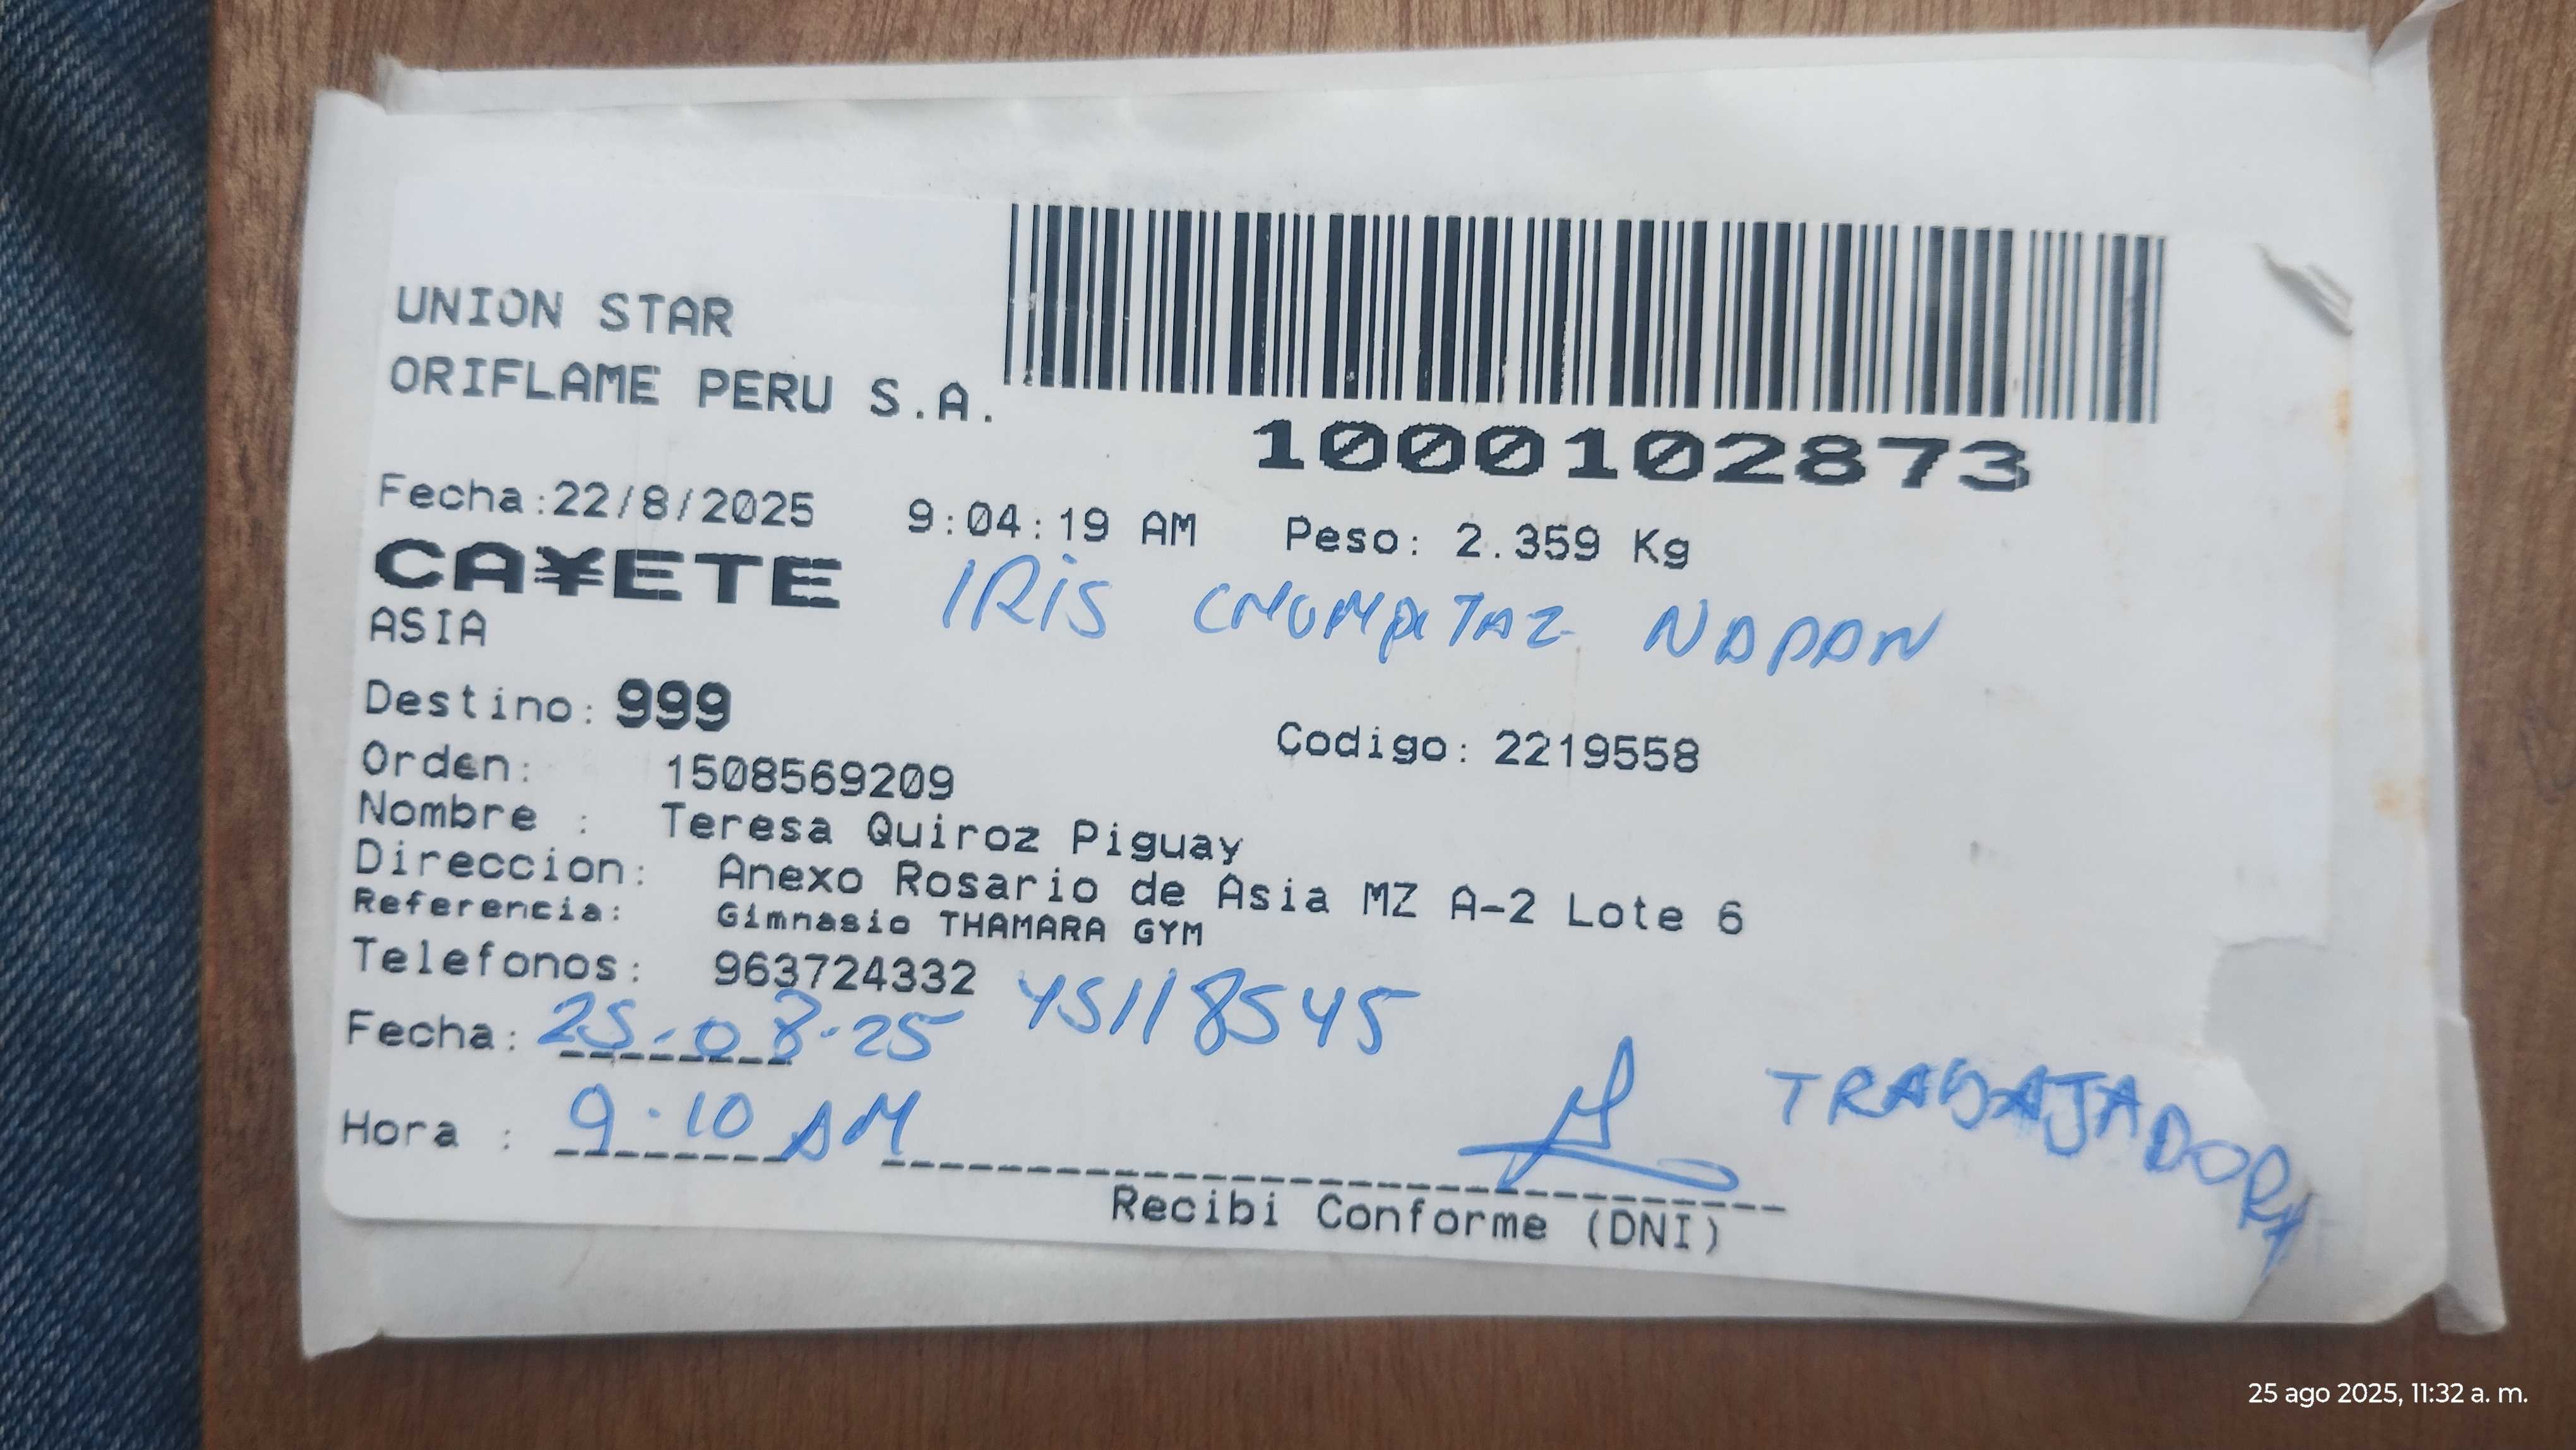 UNION STAR
ORIFLAME PERU S.A.
1000102873
Fecha:22/8/2025 9:04:19 AM Peso: 2.359 Kg
CA¥ETE
IRIS CHUMPITAZ NAPAN
ASIA
Destino: 999
Codigo: 2219558
Orden: 1508569209
Nombre : Teresa Quiroz Piguay
Direccion: Anexo Rosario de Asia MZ A-2 Lote 6
Referencia: Gimnasio THAMARA GYM
Telefonos: 963724332
45118545
Fecha: 25-08-25
TRABAJADORA
Hora : 9.10 AM
Recibi Conforme (DNI)
25 ago 2025, 11:32 a. m.